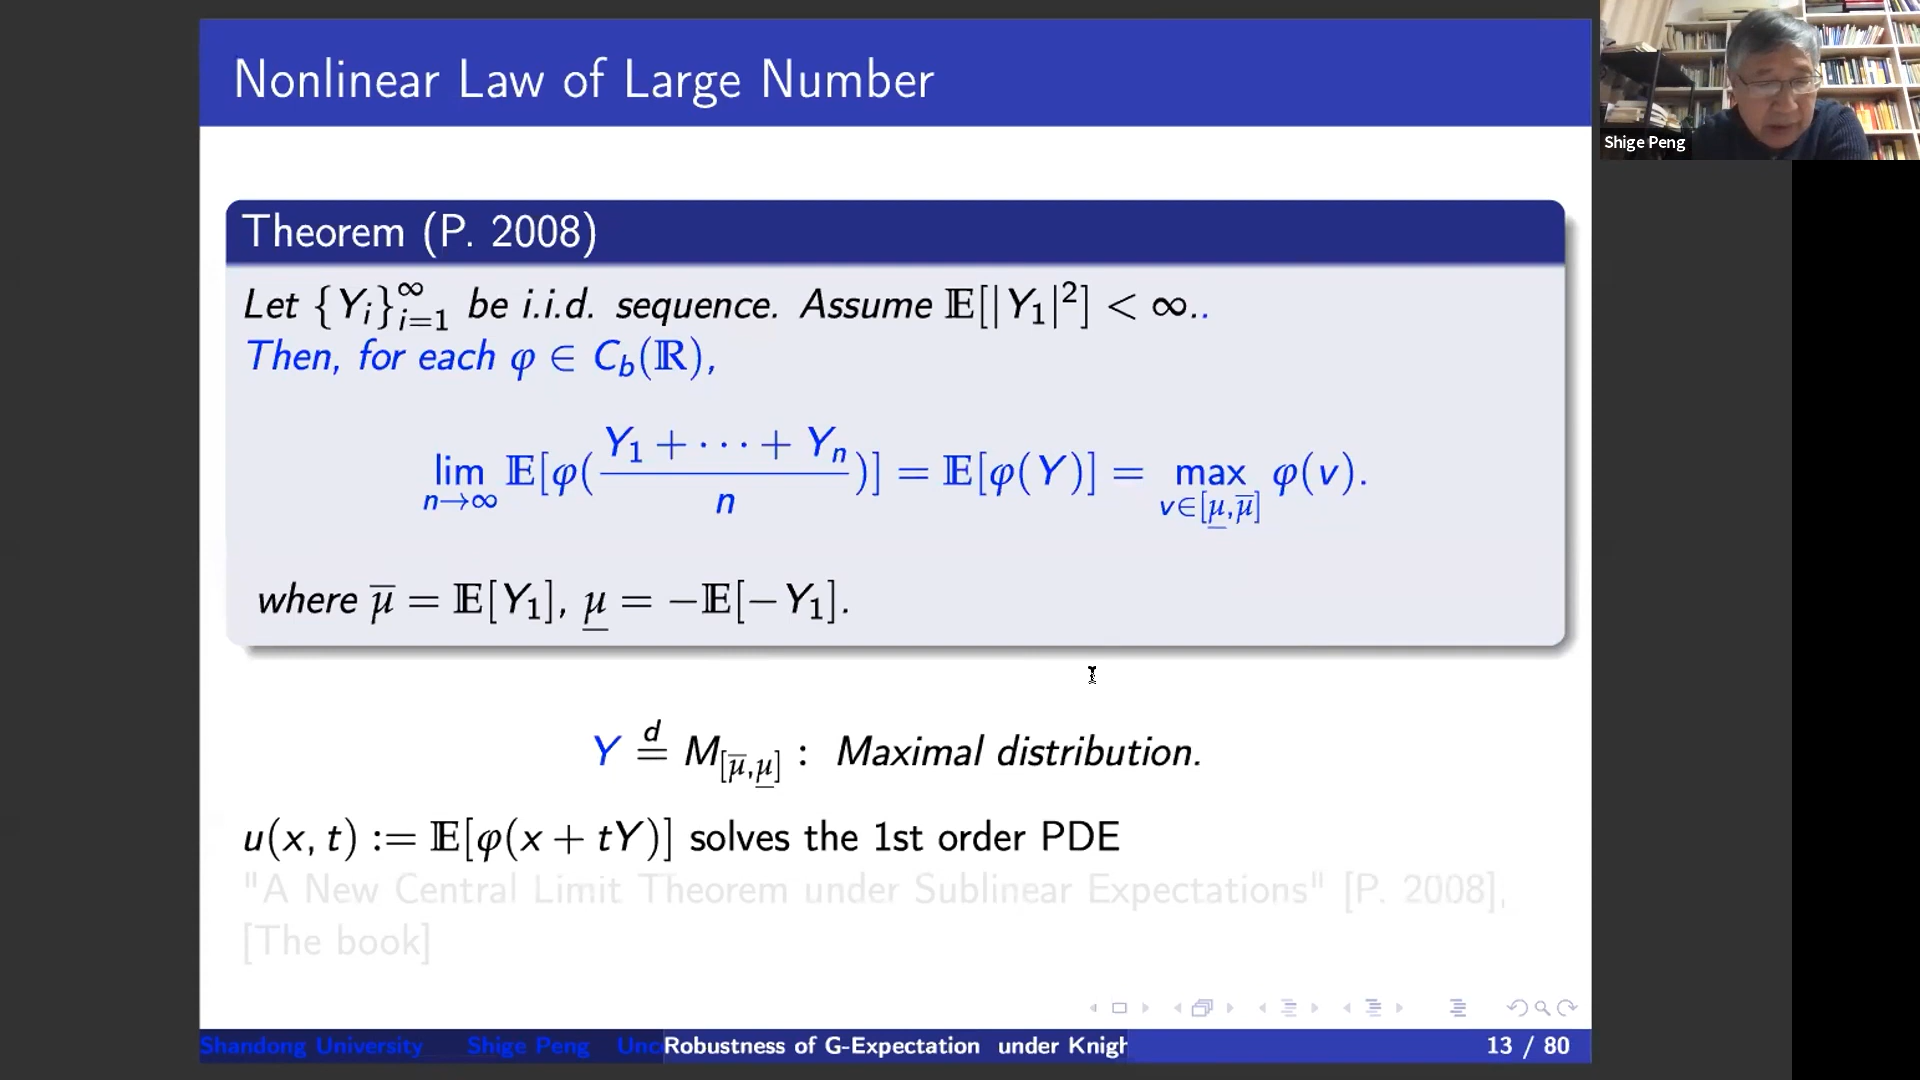 Nonlinear Law of Large Number
Shige Peng
Theorem (P. 2008)
Let {Y_i}_{i=1}^∞ be i.i.d. sequence. Assume 𝔼[|Y_1|^2] < ∞..
Then, for each φ ∈ C_b(ℝ),
lim_{n→∞} 𝔼[φ((Y_1 + ··· + Y_n)/n)] = 𝔼[φ(Y)] = max_{v∈[μ̲,μ̅]} φ(v).
where μ̅ = 𝔼[Y_1], μ̲ = −𝔼[−Y_1].
Y =^d M_{[μ̅,μ̲]} : Maximal distribution.
u(x, t) := 𝔼[φ(x + tY)] solves the 1st order PDE
"A New Central Limit Theorem under Sublinear Expectations" [P. 2008],
[The book]
Shandong University Shige Peng Unc Robustness of G-Expectation under Knigh 13 / 80